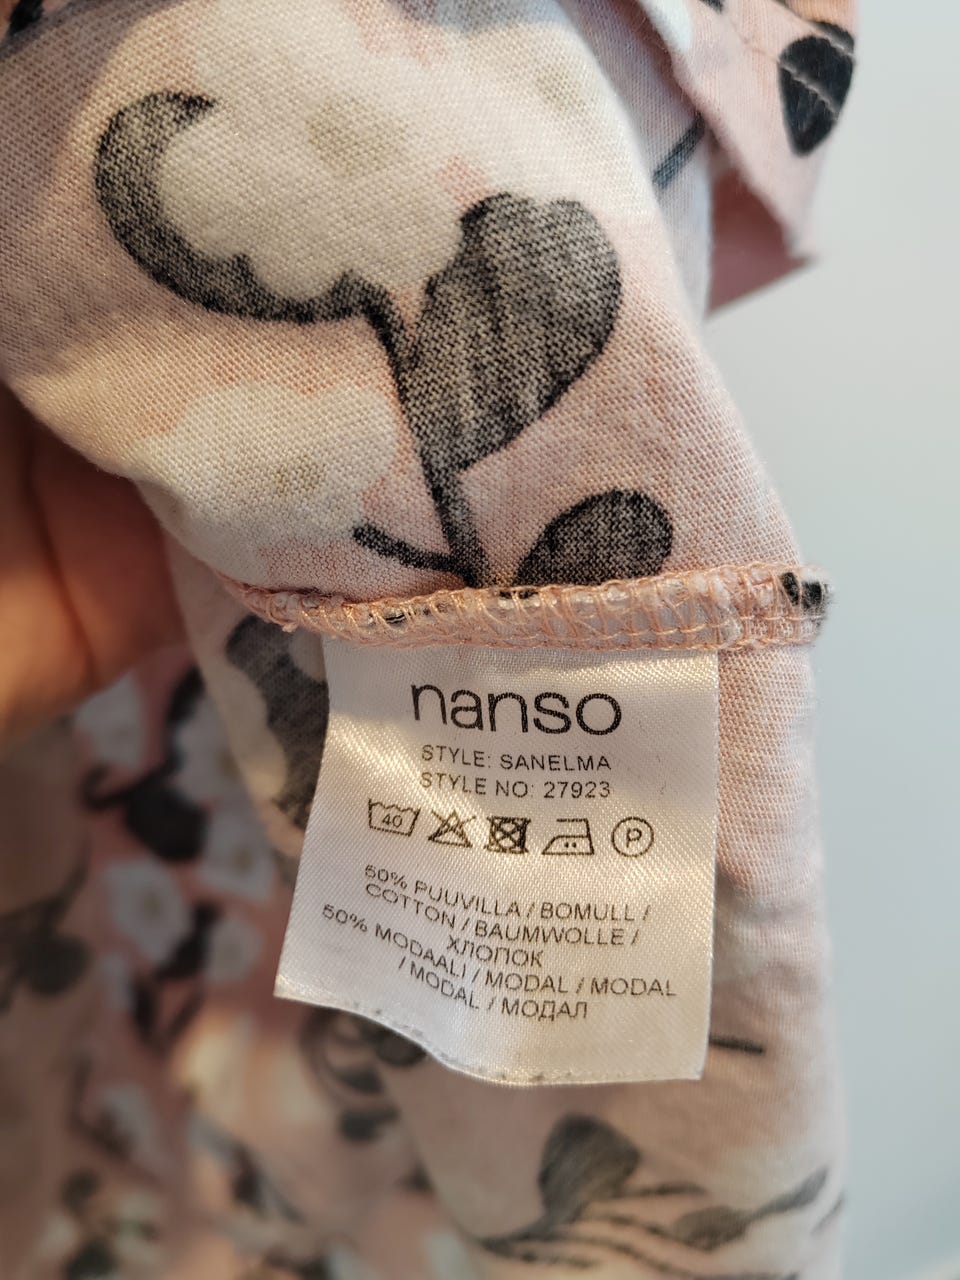 nanso
STYLE: SANELMA
STYLE NO: 27923
40 P
50% PUUVILLA / BOMULL /
COTTON / BAUMWOLLE /
ХЛОПОК
50% MODAALI / MODAL / MODAL
/ MODAL / МОДАЛ